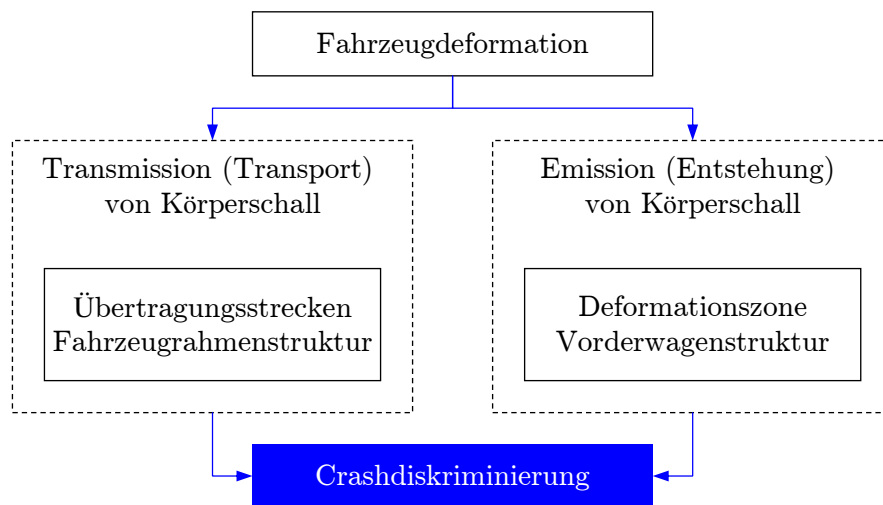 Fahrzeugdeformation
Transmission (Transport)
von Körperschall
Übertragungsstrecken
Fahrzeugrahmenstruktur
Emission (Entstehung)
von Körperschall
Deformationszone
Vorderwagenstruktur
Crashdiskriminierung